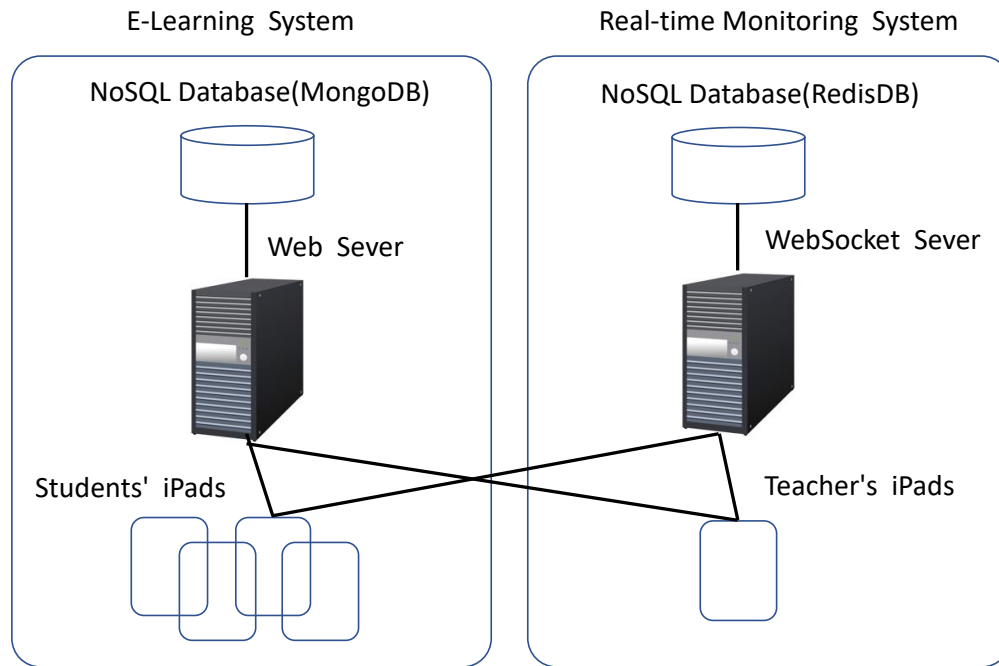 E-Learning System
Real-time Monitoring System
NoSQL Database(MongoDB)
NoSQL Database(RedisDB)
Web Sever
WebSocket Sever
Students' iPads
Teacher's iPads